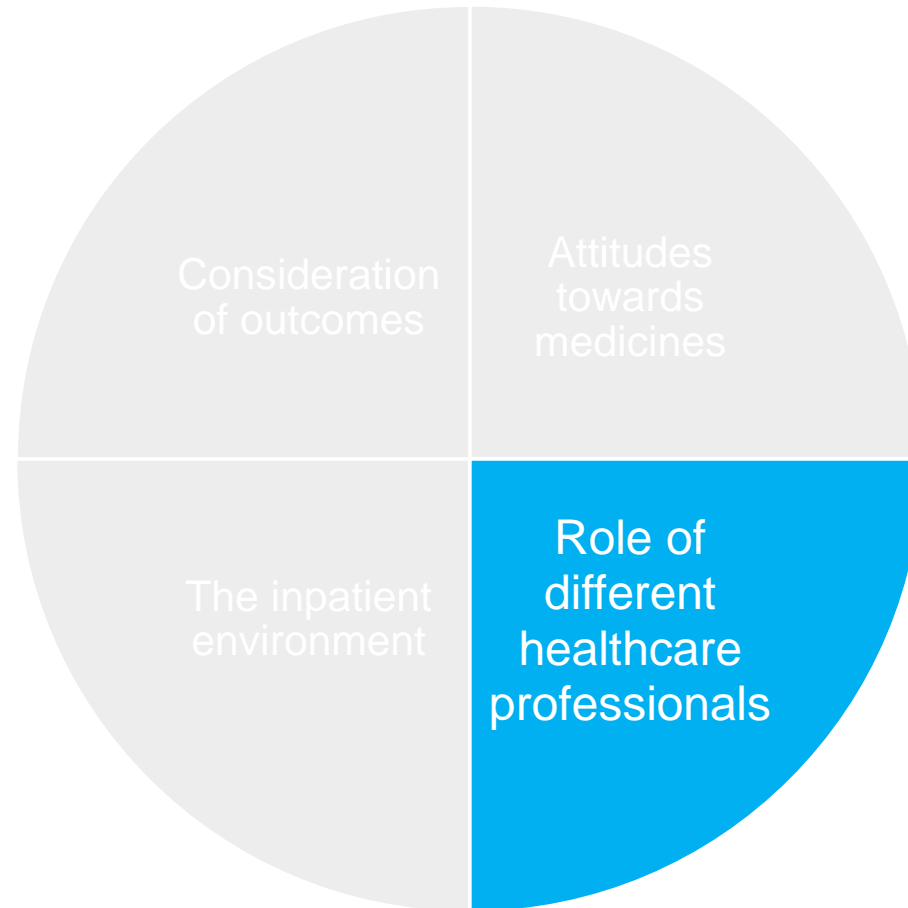 Consideration
of outcomes
Attitudes
towards
medicines
The inpatient
environment
Role of
different
healthcare
professionals